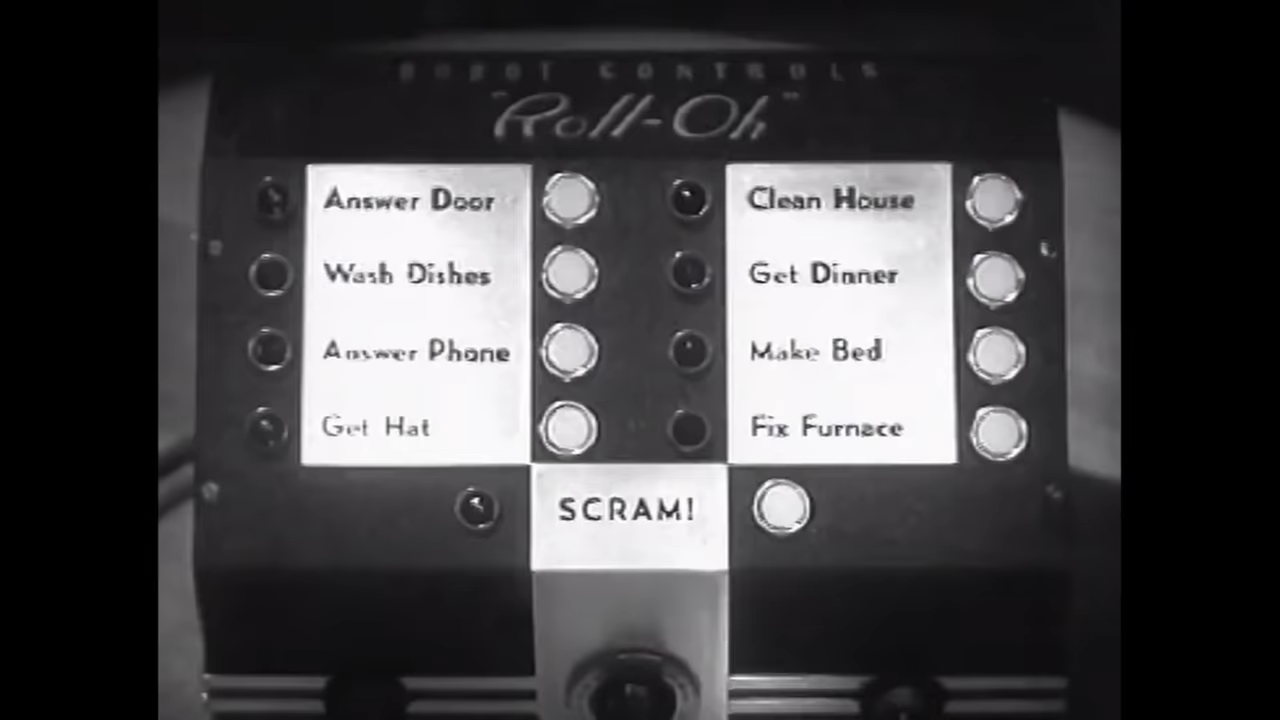 ROBOT CONTROLS
"Roll-Oh"
Answer Door
Wash Dishes
Answer Phone
Get Hat
Clean House
Get Dinner
Make Bed
Fix Furnace
SCRAM!